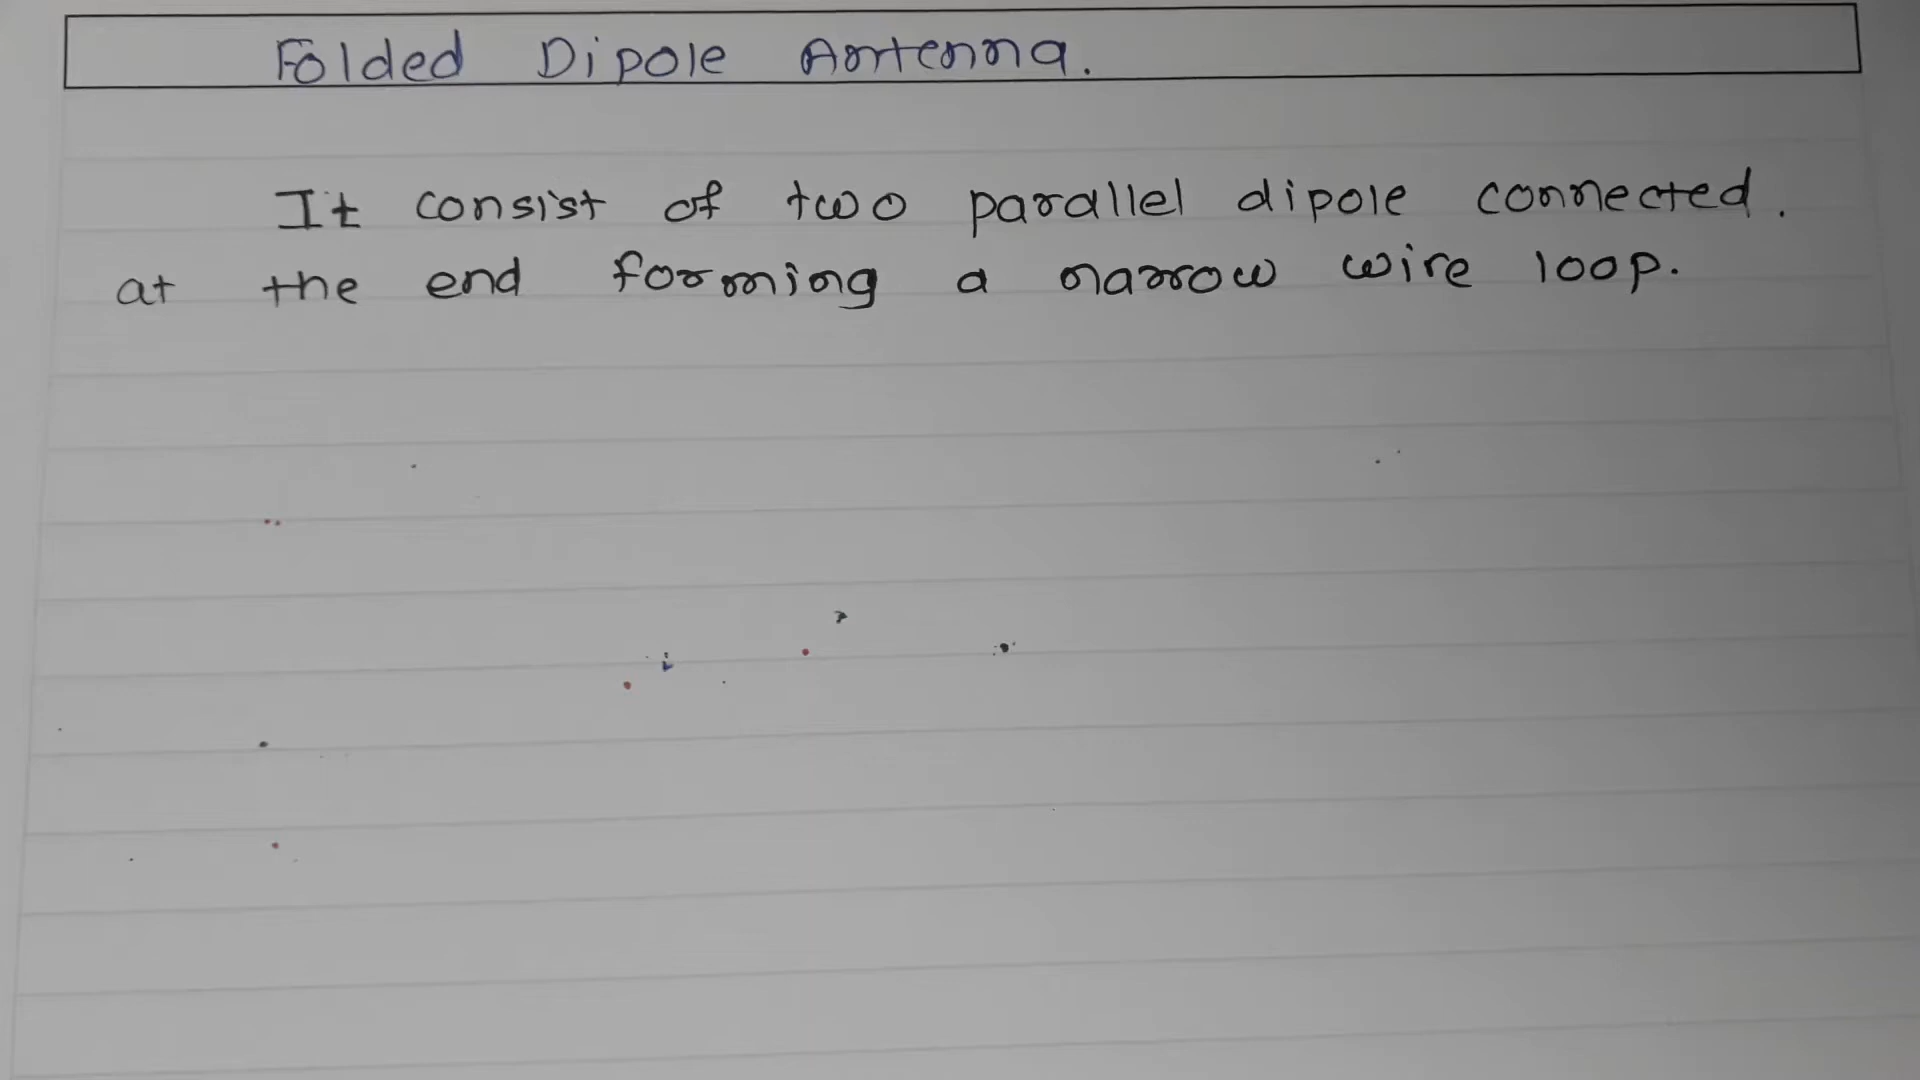 Folded Dipole Antenna.
It consist of two parallel dipole connected.
at the end forming a narrow wire loop.